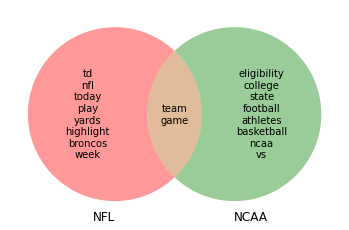 td
nfl
today
play
yards
highlight
broncos
week
team
game
eligibility
college
state
football
athletes
basketball
ncaa
vs
NFL
NCAA